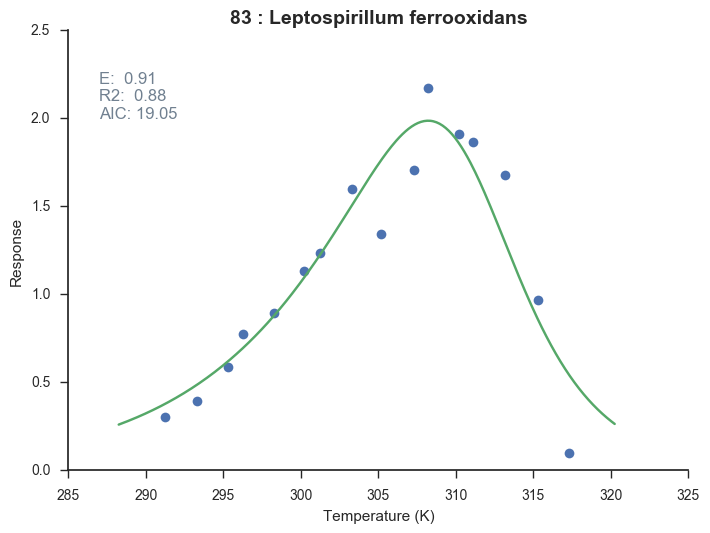 83 : Leptospirillum ferrooxidans
2.5
2.0
1.5
1.0
0.5
0.0
Response
E:  0.91
R2:  0.88
AIC: 19.05
285 290 295 300 305 310 315 320 325
Temperature (K)